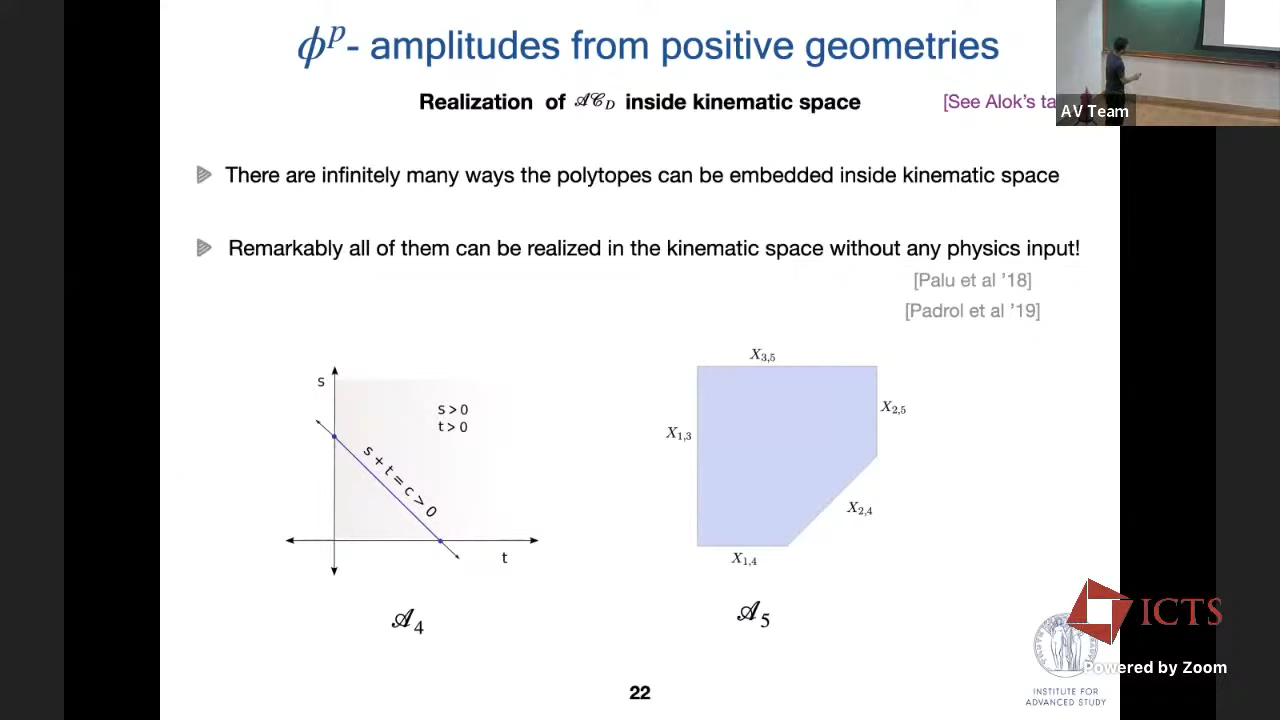 ϕᵖ- amplitudes from positive geometries
Realization of 𝒜𝒞_D inside kinematic space
[See Alok's ta
AV Team
There are infinitely many ways the polytopes can be embedded inside kinematic space
Remarkably all of them can be realized in the kinematic space without any physics input!
[Palu et al '18]
[Padrol et al '19]
s
s > 0
t > 0
s + t = c > 0
t
𝒜₄
X₃,₅
X₂,₅
X₁,₃
X₂,₄
X₁,₄
𝒜₅
ICTS
Powered by Zoom
INSTITUTE FOR
ADVANCED STUDY
22